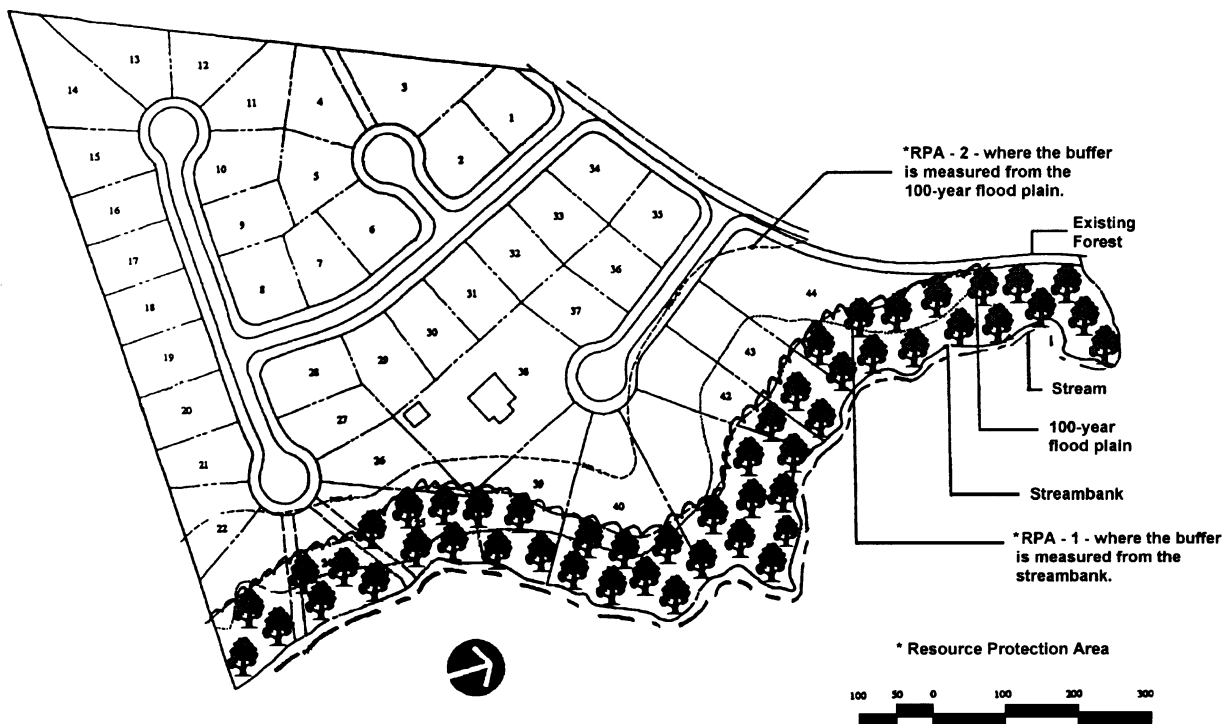 13
12
14
11
4
3
1
2
15
10
5
34
16
9
6
33
35
17
7
32
36
8
31
37
18
30
19
29
38
28
20
27
21
26
22
39
40
42
43
44
*RPA - 2 - where the buffer
is measured from the
100-year flood plain.
Existing
Forest
Stream
100-year
flood plain
Streambank
*RPA - 1 - where the buffer
is measured from the
streambank.
* Resource Protection Area
100 50 0 100 200 300